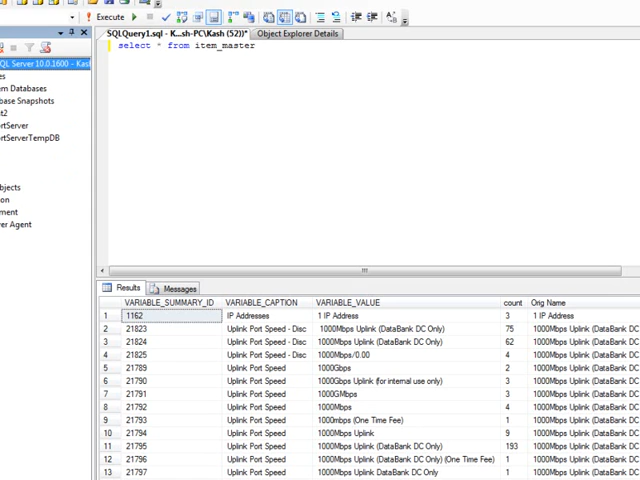 Execute
SQLQuery1.sql - K...sh-PC\Kash (52))* Object Explorer Details
select * from item_master
QL Server 10.0.1600 - Kash
es
em Databases
base Snapshots
st2
ortServer
ortServerTempDB
bjects
on
ment
ver Agent
Results Messages
VARIABLE_SUMMARY_ID VARIABLE_CAPTION VARIABLE_VALUE count Orig Name
1 1162 IP Addresses 1 IP Address 3 1 IP Address
2 21823 Uplink Port Speed - Disc 1000Mbps Uplink (DataBank DC Only) 75 1000Mbps Uplink (DataBank DC
3 21824 Uplink Port Speed - Disc 1000Mbps Uplink (DataBank DC Only) 62 1000Mbps Uplink (DataBank DC
4 21825 Uplink Port Speed - Disc 1000Mbps/0.00 4 1000Mbps Uplink (DataBank DC
5 21789 Uplink Port Speed 1000Gbps 2 1000Mbps Uplink (DataBank DC
6 21790 Uplink Port Speed 1000Gbps Uplink (for internal use only) 3 1000Mbps Uplink (DataBank DC
7 21791 Uplink Port Speed 1000GMbps 3 1000Mbps Uplink (DataBank DC
8 21792 Uplink Port Speed 1000Mbps 4 1000Mbps Uplink (DataBank DC
9 21793 Uplink Port Speed 1000mbps (One Time Fee) 1 1000Mbps Uplink (DataBank DC
10 21794 Uplink Port Speed 1000Mbps Uplink 9 1000Mbps Uplink (DataBank DC
11 21795 Uplink Port Speed 1000Mbps Uplink (DataBank DC Only) 193 1000Mbps Uplink (DataBank DC
12 21796 Uplink Port Speed 1000Mbps Uplink (DataBank DC Only) (One Time Fee) 1 1000Mbps Uplink (DataBank DC
13 21797 Uplink Port Speed 1000Mbps Uplink DataBank DC Only 1 1000Mbps Uplink (DataBank DC